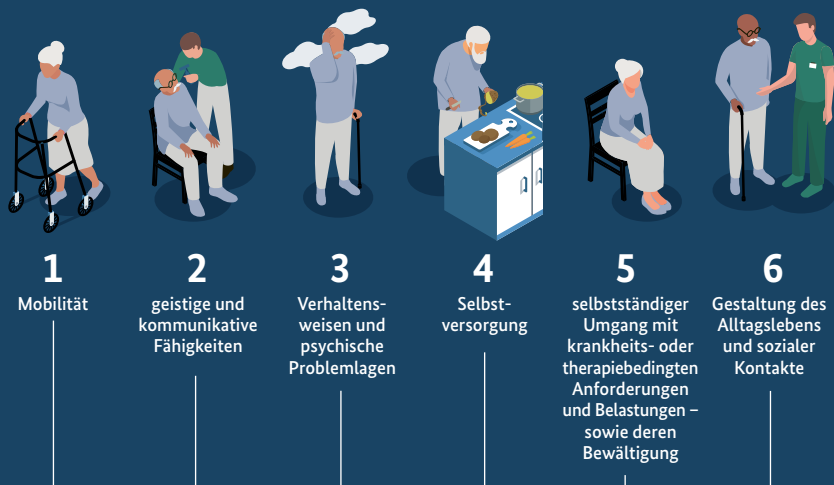 1
Mobilität
2
geistige und
kommunikative
Fähigkeiten
3
Verhaltens-
weisen und
psychische
Problemlagen
4
Selbst-
versorgung
5
selbstständiger
Umgang mit
krankheits- oder
therapiebedingten
Anforderungen
und Belastungen –
sowie deren
Bewältigung
6
Gestaltung des
Alltagslebens
und sozialer
Kontakte